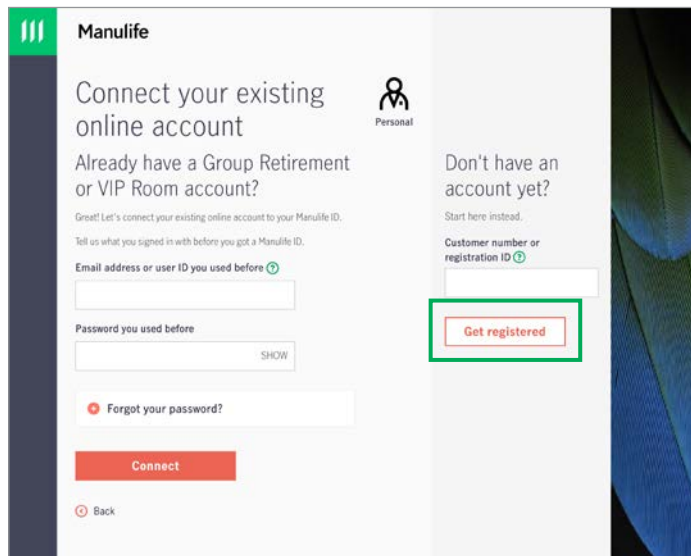 Manulife
Connect your existing
online account
Personal
Already have a Group Retirement
or VIP Room account?
Great! Let's connect your existing online account to your Manulife ID.
Tell us what you signed in with before you got a Manulife ID.
Email address or user ID you used before ?
Password you used before
SHOW
Forgot your password?
Connect
Back
Don't have an
account yet?
Start here instead.
Customer number or
registration ID ?
Get registered